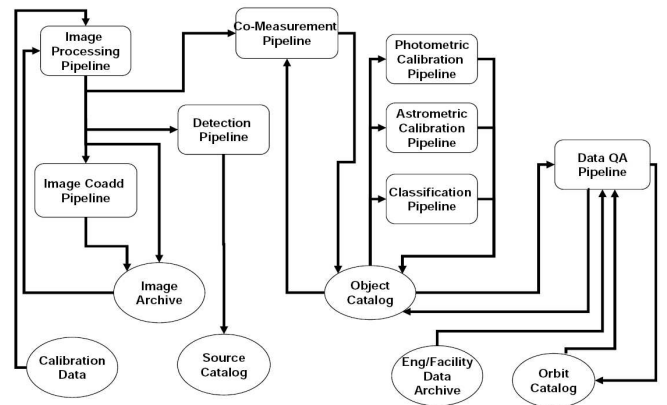 Image
Processing
Pipeline
Co-Measurement
Pipeline
Photometric
Calibration
Pipeline
Detection
Pipeline
Astrometric
Calibration
Pipeline
Data QA
Pipeline
Image Coadd
Pipeline
Classification
Pipeline
Image
Archive
Object
Catalog
Calibration
Data
Source
Catalog
Eng/Facility
Data
Archive
Orbit
Catalog